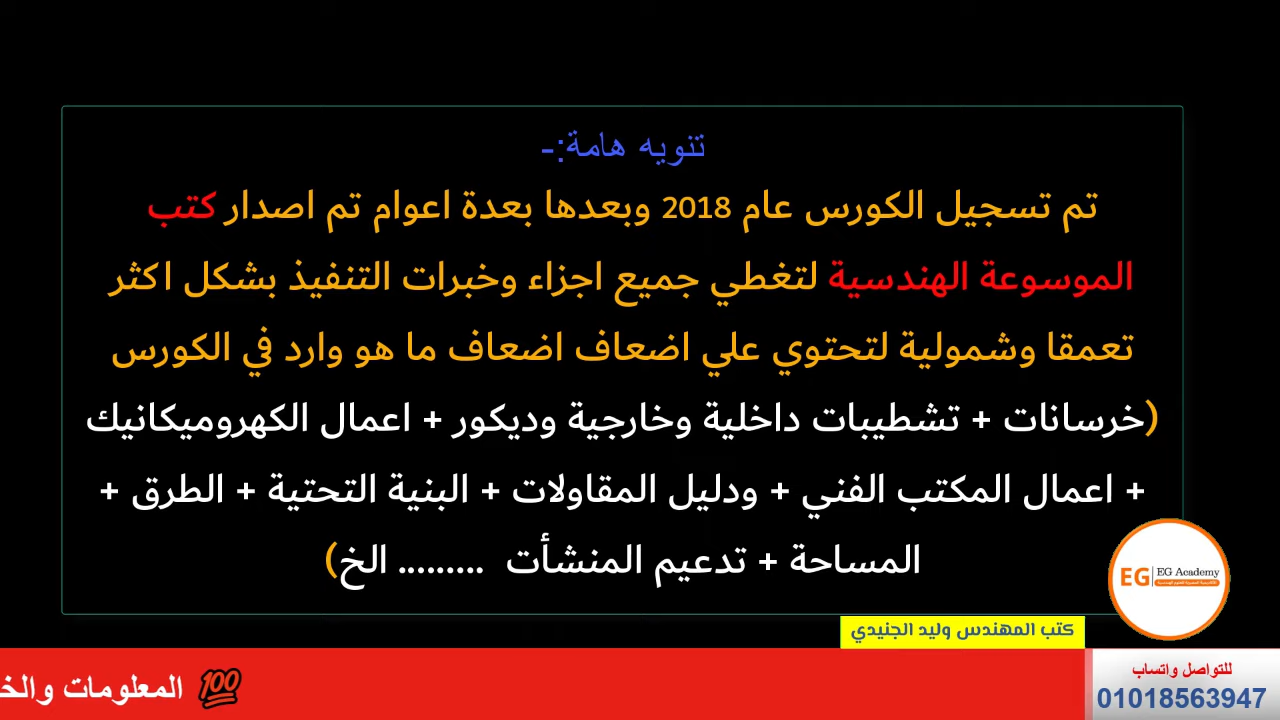 تنويه هامة:-
تم تسجيل الكورس عام 2018 وبعدها بعدة اعوام تم اصدار كتب
الموسوعة الهندسية لتغطي جميع اجزاء وخبرات التنفيذ بشكل اكثر
تعمقا وشمولية لتحتوي علي اضعاف اضعاف ما هو وارد في الكورس
(خرسانات + تشطيبات داخلية وخارجية وديكور + اعمال الكهروميكانيك
+ اعمال المكتب الفني + ودليل المقاولات + البنية التحتية + الطرق +
المساحة + تدعيم المنشأت ......... الخ)
EG | EG Academy
كتب المهندس وليد الجنيدي
للتواصل واتساب
01018563947
💯 المعلومات والخ